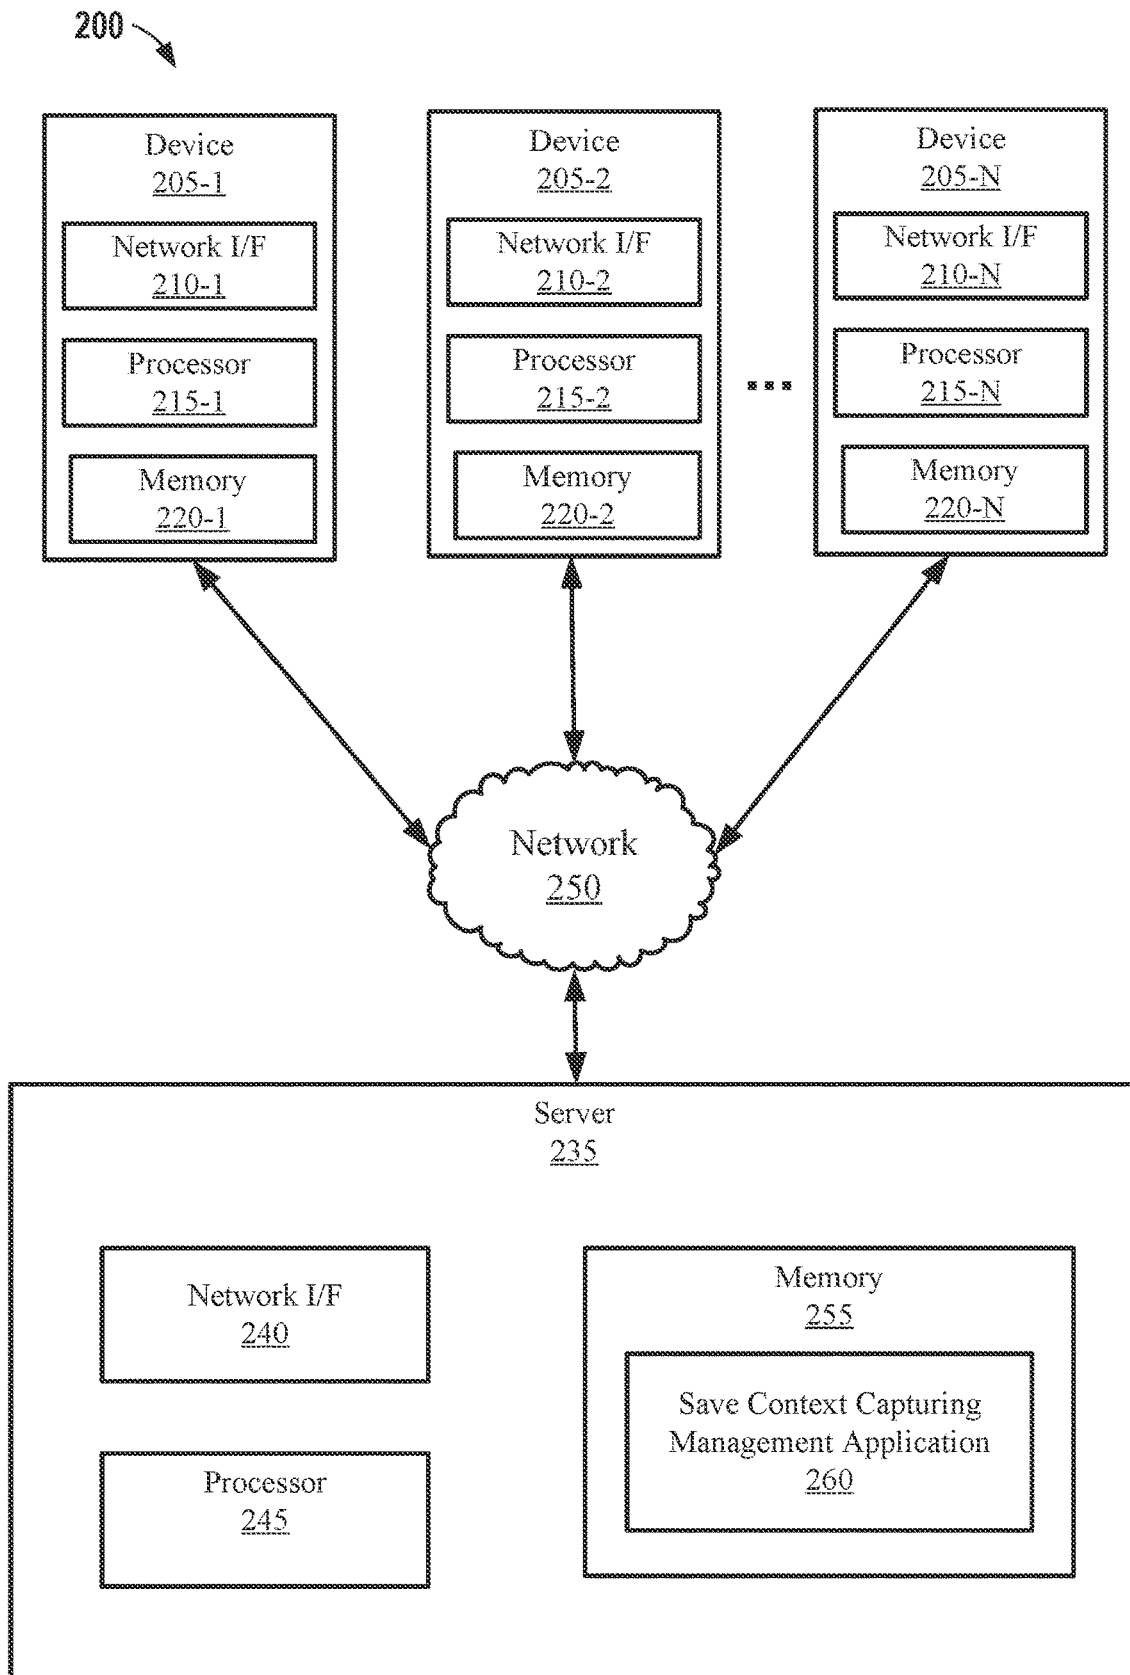 200
Device
205-1
Network I/F
210-1
Processor
215-1
Memory
220-1
Device
205-2
Network I/F
210-2
Processor
215-2
Memory
220-2
...
Device
205-N
Network I/F
210-N
Processor
215-N
Memory
220-N
Network
250
Server
235
Network I/F
240
Processor
245
Memory
255
Save Context Capturing
Management Application
260